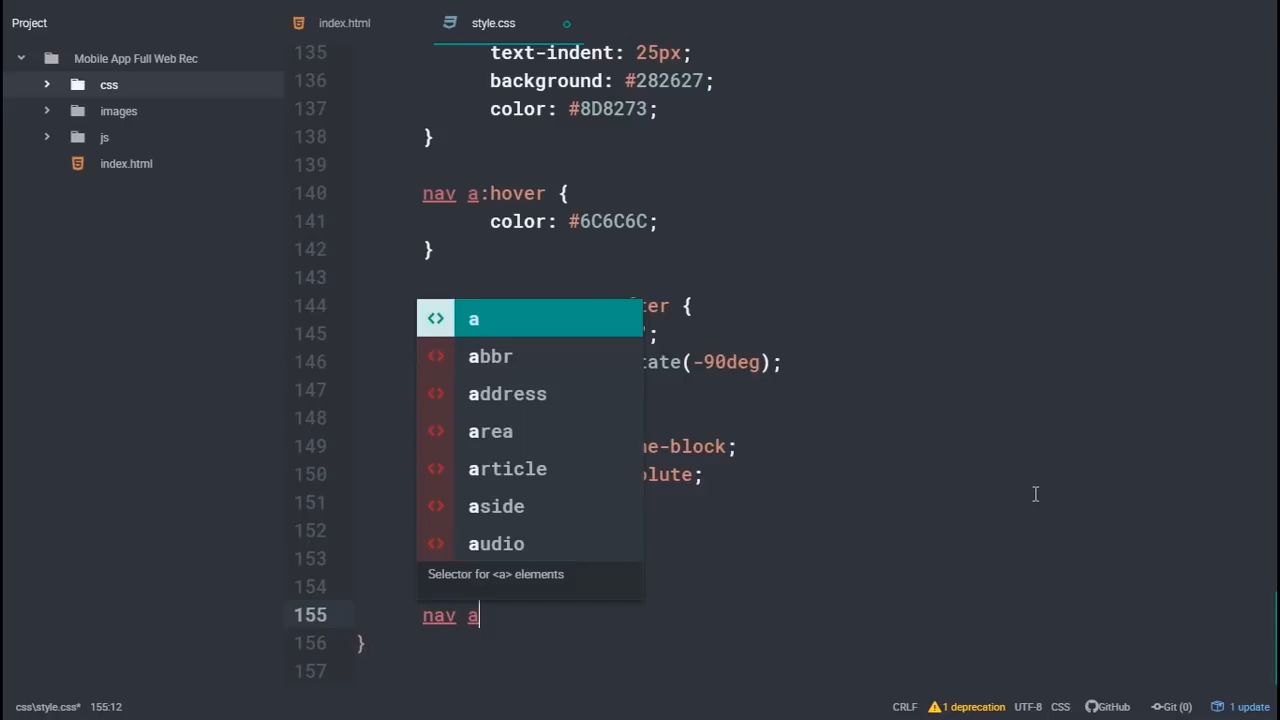 Project
index.html
style.css
Mobile App Full Web Rec
css
images
js
index.html
135 text-indent: 25px;
136 background: #282627;
137 color: #8D8273;
138 }
139
140 nav a:hover {
141 color: #6C6C6C;
142 }
143
144 {
145 ;
146 (-90deg);
147
148
149 -block;
150 ;
151
152
153
154
155 nav a
156 }
157
a
abbr
address
area
article
aside
audio
Selector for <a> elements
css\style.css* 155:12
CRLF 1 deprecation UTF-8 CSS GitHub Git (0) 1 update